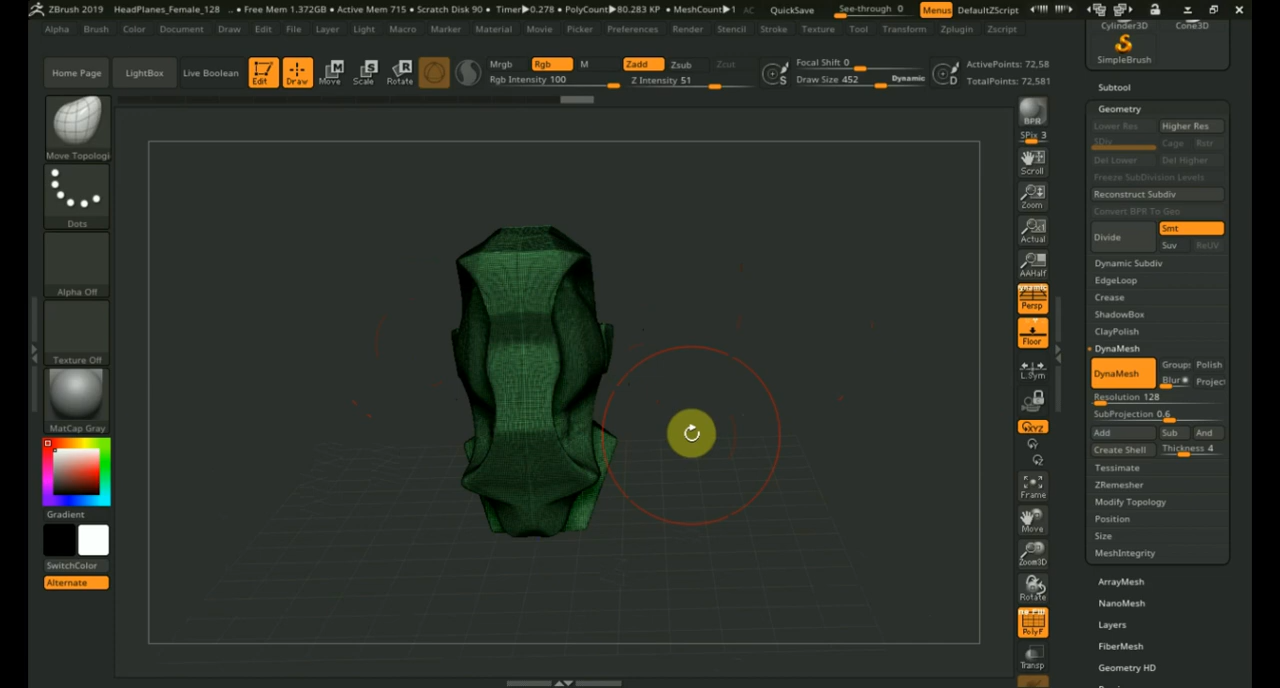 ZBrush 2019 HeadPlanes_Female_128 .. • Free Mem 1.372GB • Active Mem 715 • Scratch Disk 90 • Timer▶0.278 • PolyCount▶80.283 KP • MeshCount▶1 AC QuickSave See-through 0 Menus DefaultZScript
Alpha Brush Color Document Draw Edit File Layer Light Macro Marker Material Movie Picker Preferences Render Stencil Stroke Texture Tool Transform Zplugin Zscript
Cylinder3D Cone3D
SimpleBrush
Home Page LightBox Live Boolean Edit Draw Move Scale Rotate
Mrgb Rgb M Zadd Zsub Zcut
Rgb Intensity 100 Z Intensity 51
S Focal Shift 0
Draw Size 452 Dynamic
D ActivePoints: 72,58
TotalPoints: 72,581
Move Topologi
Dots
Alpha Off
Texture Off
MatCap Gray
Gradient
SwitchColor
Alternate
BPR
SPix 3
Scroll
Zoom
Actual
AAHalf
Dynamic
Persp
Floor
L.Sym
XYZ
Frame
Move
Zoom3D
Rotate
PolyF
Transp
Subtool
Geometry
Lower Res Higher Res
SDiv Cage Rstr
Del Lower Del Higher
Freeze SubDivision Levels
Reconstruct Subdiv
Convert BPR To Geo
Divide Smt
Suv ReUV
Dynamic Subdiv
EdgeLoop
Crease
ShadowBox
ClayPolish
DynaMesh
DynaMesh Groups Polish
Blur Project
Resolution 128
SubProjection 0.6
Add Sub And
Create Shell Thickness 4
Tessimate
ZRemesher
Modify Topology
Position
Size
MeshIntegrity
ArrayMesh
NanoMesh
Layers
FiberMesh
Geometry HD